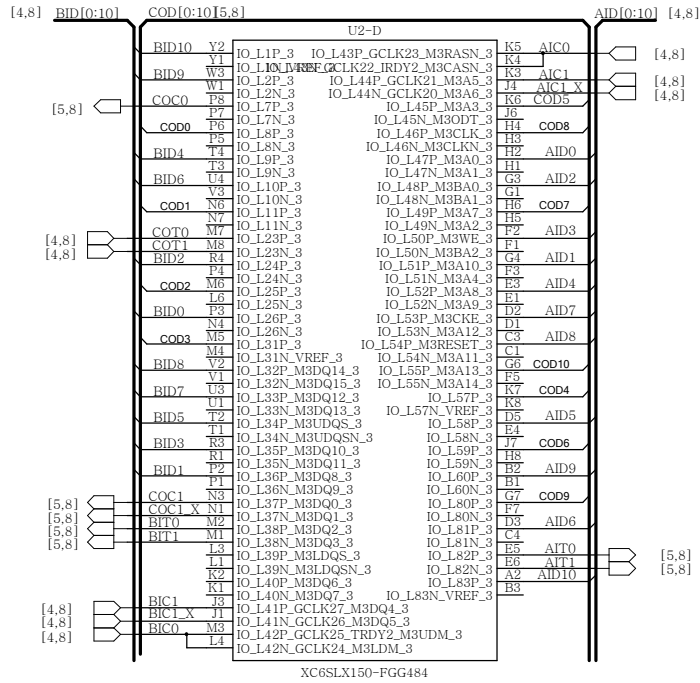 [4,8] BID[0:10] COD[0:10][5,8] AID[0:10] [4,8]
U2-D
BID10 Y2 IO_L1P_3 IO_L43P_GCLK23_M3RASN_3 K5 AIC0 [4,8]
Y1 IO_L1N_VREF_3 IO_L43N_GCLK22_IRDY2_M3CASN_3 K4
BID9 W3 IO_L2P_3 IO_L44P_GCLK21_M3A5_3 K3 AIC1 [4,8]
W1 IO_L2N_3 IO_L44N_GCLK20_M3A6_3 J4 AIC1_X [4,8]
[5,8] COC0 P8 IO_L7P_3 IO_L45P_M3A3_3 K6 COD5
P7 IO_L7N_3 IO_L45N_M3ODT_3 J6
COD0 P6 IO_L8P_3 IO_L46P_M3CLK_3 H4 COD8
P5 IO_L8N_3 IO_L46N_M3CLKN_3 H3
BID4 T4 IO_L9P_3 IO_L47P_M3A0_3 H2 AID0
T3 IO_L9N_3 IO_L47N_M3A1_3 H1
BID6 U4 IO_L10P_3 IO_L48P_M3BA0_3 G3 AID2
V3 IO_L10N_3 IO_L48N_M3BA1_3 G1
COD1 N6 IO_L11P_3 IO_L49P_M3A7_3 H6 COD7
N7 IO_L11N_3 IO_L49N_M3A2_3 H5
[4,8] COT0 M7 IO_L23P_3 IO_L50P_M3WE_3 F2 AID3
[4,8] COT1 M8 IO_L23N_3 IO_L50N_M3BA2_3 F1
BID2 R4 IO_L24P_3 IO_L51P_M3A10_3 G4 AID1
P4 IO_L24N_3 IO_L51N_M3A4_3 F3
COD2 M6 IO_L25P_3 IO_L52P_M3A8_3 E3 AID4
L6 IO_L25N_3 IO_L52N_M3A9_3 E1
BID0 P3 IO_L26P_3 IO_L53P_M3CKE_3 D2 AID7
N4 IO_L26N_3 IO_L53N_M3A12_3 D1
COD3 M5 IO_L31P_3 IO_L54P_M3RESET_3 C3 AID8
M4 IO_L31N_VREF_3 IO_L54N_M3A11_3 C1
BID8 V2 IO_L32P_M3DQ14_3 IO_L55P_M3A13_3 G6 COD10
V1 IO_L32N_M3DQ15_3 IO_L55N_M3A14_3 F5
BID7 U3 IO_L33P_M3DQ12_3 IO_L57P_3 K7 COD4
U1 IO_L33N_M3DQ13_3 IO_L57N_VREF_3 K8
BID5 T2 IO_L34P_M3UDQS_3 IO_L58P_3 D5 AID5
T1 IO_L34N_M3UDQSN_3 IO_L58N_3 E4
BID3 R3 IO_L35P_M3DQ10_3 IO_L59P_3 J7 COD6
R1 IO_L35N_M3DQ11_3 IO_L59N_3 H8
BID1 P2 IO_L36P_M3DQ8_3 IO_L60P_3 B2 AID9
P1 IO_L36N_M3DQ9_3 IO_L60N_3 B1
[5,8] COC1 N3 IO_L37P_M3DQ0_3 IO_L80P_3 G7 COD9
[5,8] COC1_X N1 IO_L37N_M3DQ1_3 IO_L80N_3 F7
[5,8] BIT0 M2 IO_L38P_M3DQ2_3 IO_L81P_3 D3 AID6
[5,8] BIT1 M1 IO_L38N_M3DQ3_3 IO_L81N_3 C4
L3 IO_L39P_M3LDQS_3 IO_L82P_3 E5 AIT0 [5,8]
L1 IO_L39N_M3LDQSN_3 IO_L82N_3 E6 AIT1 [5,8]
K2 IO_L40P_M3DQ6_3 IO_L83P_3 A2 AID10
K1 IO_L40N_M3DQ7_3 IO_L83N_VREF_3 B3
[4,8] BIC1 J3 IO_L41P_GCLK27_M3DQ4_3
[4,8] BIC1_X J1 IO_L41N_GCLK26_M3DQ5_3
[4,8] BIC0 M3 IO_L42P_GCLK25_TRDY2_M3UDM_3
L4 IO_L42N_GCLK24_M3LDM_3
XC6SLX150-FGG484